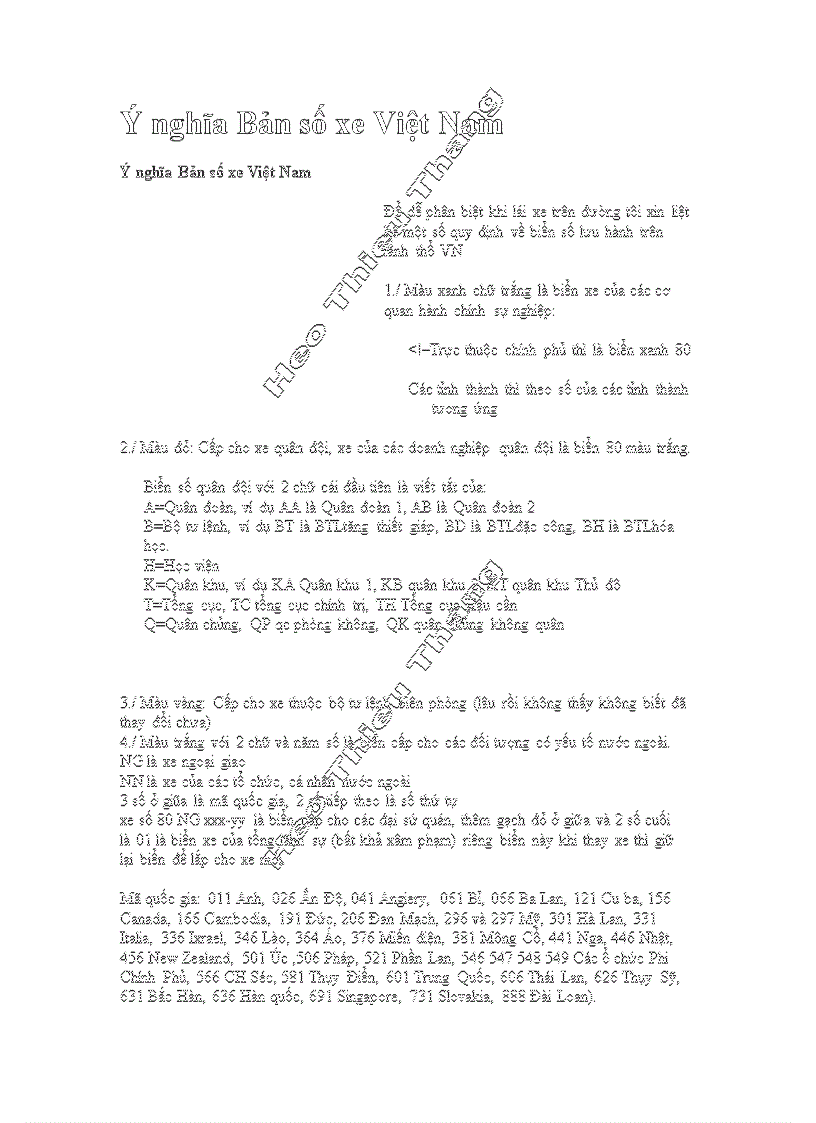 Ý nghĩa Bản số xe Việt Nam
Ý nghĩa Bản số xe Việt Nam
Để dễ phân biệt khi lái xe trên đường tôi xin liệt
kê một số quy định về biển số lưu hành trên
lãnh thổ VN
1./ Màu xanh chữ trắng là biển xe của các cơ
quan hành chính sự nghiệp:
<!--Trực thuộc chính phủ thì là biển xanh 80
Các tỉnh thành thì theo số của các tỉnh thành
tương ứng
2./ Màu đỏ: Cấp cho xe quân đội, xe của các doanh nghiệp quân đội là biển 80 màu trắng.
Biển số quân đội với 2 chữ cái đầu tiên là viết tắt của:
A=Quân đoàn, ví dụ AA là Quân đoàn 1, AB là Quân đoàn 2
B=Bộ tư lệnh, ví dụ BT là BTLtăng thiết giáp, BD là BTLđặc công, BH là BTLhóa
học.
H=Học viện
K=Quân khu, ví dụ KA Quân khu 1, KB quân khu 2, KT quân khu Thủ đô
T=Tổng cục, TC tổng cục chính trị, TH Tổng cục hậu cần
Q=Quân chủng, QP qc phòng không, QK quân chủng không quân
3./ Màu vàng: Cấp cho xe thuộc bộ tư lệnh biên phòng (lâu rồi không thấy không biết đã
thay đổi chưa)
4./ Màu trắng với 2 chữ và năm số là biển cấp cho các đối tượng có yếu tố nước ngoài.
NG là xe ngoại giao
NN là xe của các tổ chức, cá nhân nước ngoài
3 số ở giữa là mã quốc gia, 2 số tiếp theo là số thứ tự
xe số 80 NG xxx-yy là biển cấp cho các đại sứ quán, thêm gạch đỏ ở giữa và 2 số cuối
là 01 là biển xe của tổng lãnh sự (bất khả xâm phạm) riêng biển này khi thay xe thì giữ
lại biển để lắp cho xe mới
Mã quốc gia: 011 Anh, 026 Ấn Độ, 041 Angiery, 061 Bỉ, 066 Ba Lan, 121 Cu ba, 156
Canada, 166 Cambodia, 191 Đức, 206 Đan Mạch, 296 và 297 Mỹ, 301 Hà Lan, 331
Italia, 336 Ixrael, 346 Lào, 364 Áo, 376 Miến điện, 381 Mông Cổ, 441 Nga, 446 Nhật,
456 New Zealand, 501 Úc ,506 Pháp, 521 Phần Lan, 546 547 548 549 Các ổ chức Phi
Chính Phủ, 566 CH Séc, 581 Thụy Điển, 601 Trung Quốc, 606 Thái Lan, 626 Thụy Sỹ,
631 Bắc Hàn, 636 Hàn quốc, 691 Singapore, 731 Slovakia, 888 Đài Loan).
Heo Thieu Thang
Heo Thieu Thang